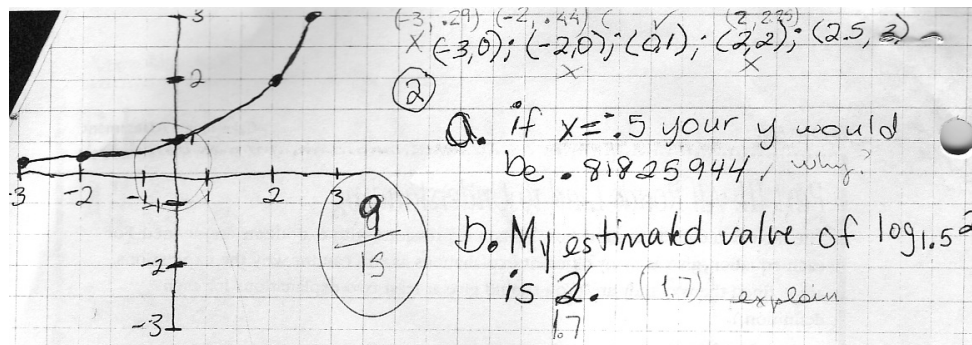 (-3, .29) (-2, .44) ( ✓ (2, 2.25)
X (-3,0); (-2,0); (0,1); (2,2); (2.5, 3)
X X
②
a. if x=-.5 your y would
be .81825944, why?
b. My estimated value of log1.5 2
is 2. (1.7) explain
1.7
3
2
1
-3 -2 -1 1 2 3
-1
-2
-3
9
15